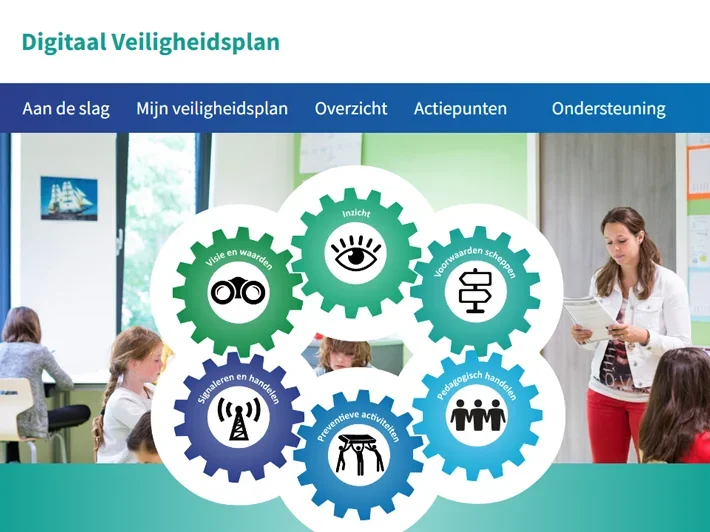 Digitaal Veiligheidsplan
Aan de slag Mijn veiligheidsplan Overzicht Actiepunten Ondersteuning
Inzicht
Visie en waarden
Voorwaarden scheppen
Signaleren en handelen
Pedagogisch handelen
Preventieve activiteiten